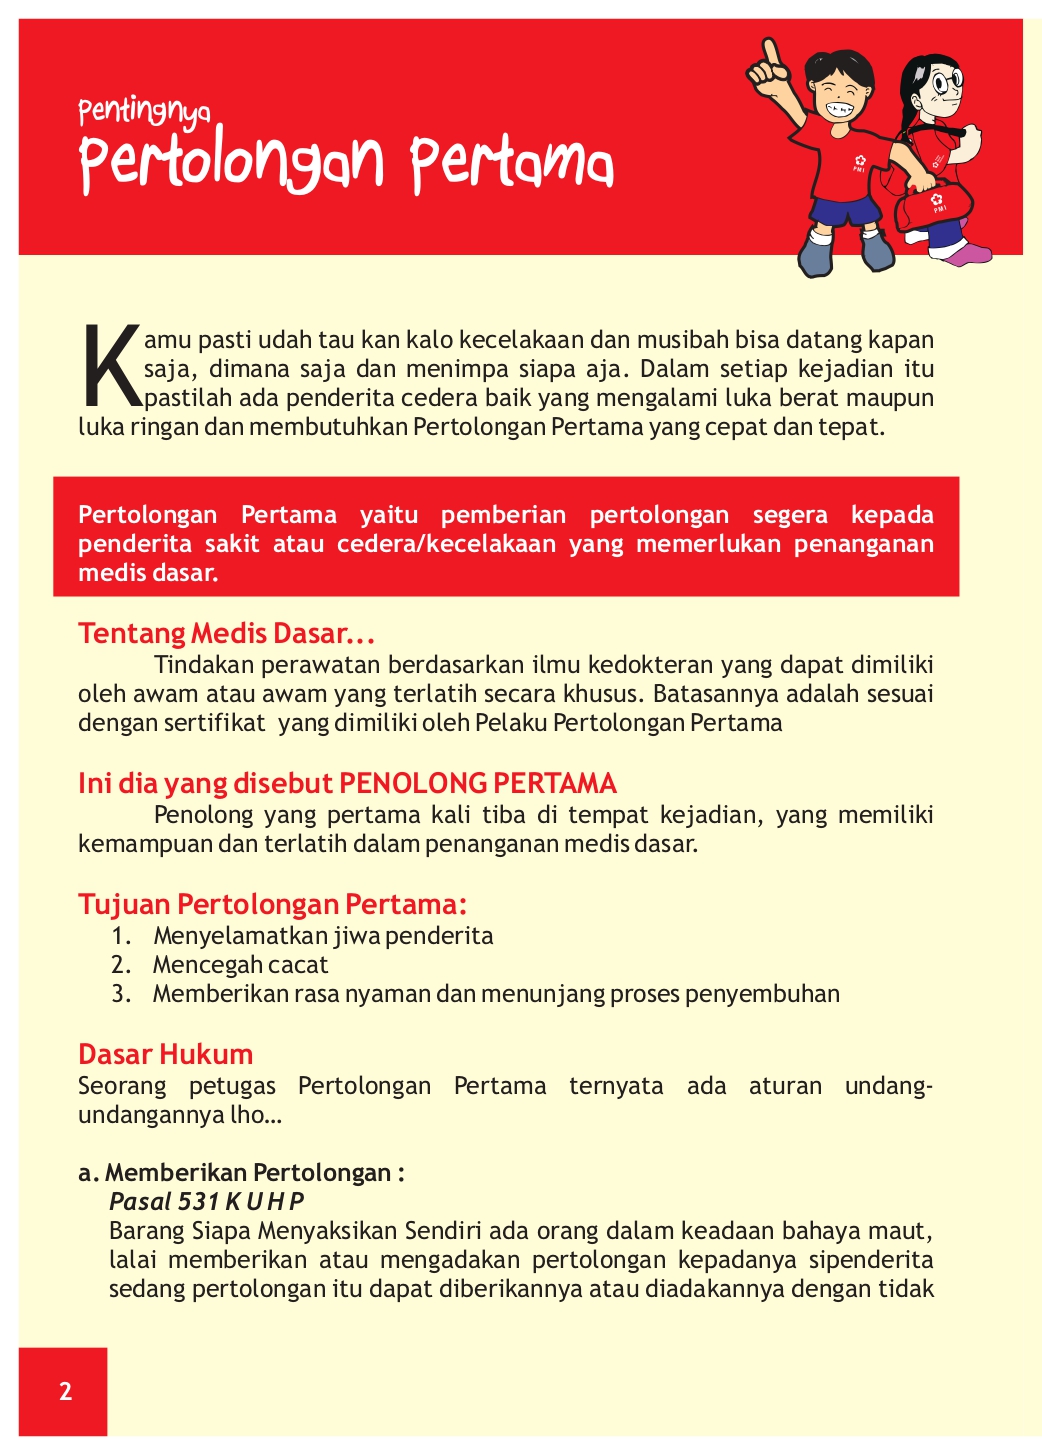 Pentingnya
Pertolongan Pertama
PMI
PMI
Kamu pasti udah tau kan kalo kecelakaan dan musibah bisa datang kapan
saja, dimana saja dan menimpa siapa aja. Dalam setiap kejadian itu
pastilah ada penderita cedera baik yang mengalami luka berat maupun
luka ringan dan membutuhkan Pertolongan Pertama yang cepat dan tepat.
Pertolongan Pertama yaitu pemberian pertolongan segera kepada
penderita sakit atau cedera/kecelakaan yang memerlukan penanganan
medis dasar.
Tentang Medis Dasar...
Tindakan perawatan berdasarkan ilmu kedokteran yang dapat dimiliki
oleh awam atau awam yang terlatih secara khusus. Batasannya adalah sesuai
dengan sertifikat yang dimiliki oleh Pelaku Pertolongan Pertama
Ini dia yang disebut PENOLONG PERTAMA
Penolong yang pertama kali tiba di tempat kejadian, yang memiliki
kemampuan dan terlatih dalam penanganan medis dasar.
Tujuan Pertolongan Pertama:
1. Menyelamatkan jiwa penderita
2. Mencegah cacat
3. Memberikan rasa nyaman dan menunjang proses penyembuhan
Dasar Hukum
Seorang petugas Pertolongan Pertama ternyata ada aturan undang-
undangannya lho...
a. Memberikan Pertolongan :
Pasal 531 K U H P
Barang Siapa Menyaksikan Sendiri ada orang dalam keadaan bahaya maut,
lalai memberikan atau mengadakan pertolongan kepadanya sipenderita
sedang pertolongan itu dapat diberikannya atau diadakannya dengan tidak
2